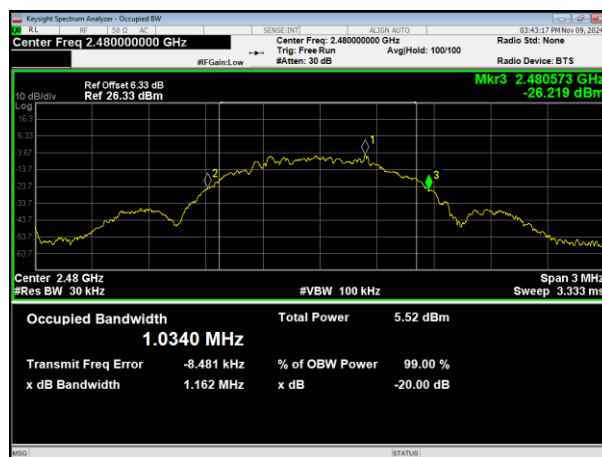 Keysight Spectrum Analyzer - Occupied BW
RL RF 50 Ω AC SENSE:INT ALIGN AUTO 03:43:17 PM Nov 09, 2024
Center Freq 2.480000000 GHz Center Freq: 2.480000000 GHz Radio Std: None
Trig: Free Run Avg|Hold: 100/100
#IFGain:Low #Atten: 30 dB Radio Device: BTS
Ref Offset 6.33 dB Mkr3 2.480573 GHz
10 dB/div Ref 26.33 dBm -26.219 dBm
Log
16.3
6.33
-3.67
-13.7
-23.7
-33.7
-43.7
-53.7
-63.7
1
2
3
Center 2.48 GHz Span 3 MHz
#Res BW 30 kHz #VBW 100 kHz Sweep 3.333 ms
Occupied Bandwidth Total Power 5.52 dBm
1.0340 MHz
Transmit Freq Error -8.481 kHz % of OBW Power 99.00 %
x dB Bandwidth 1.162 MHz x dB -20.00 dB
MSG STATUS